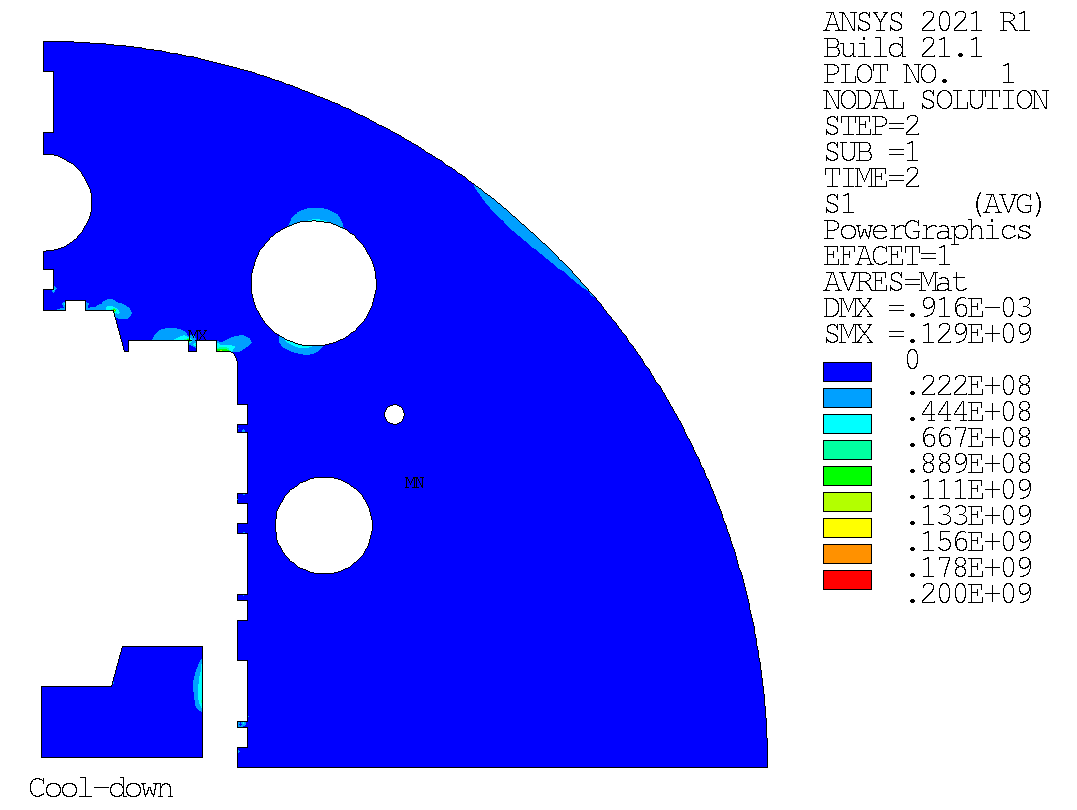 ANSYS 2021 R1
Build 21.1
PLOT NO. 1
NODAL SOLUTION
STEP=2
SUB =1
TIME=2
S1 (AVG)
PowerGraphics
EFACET=1
AVRES=Mat
DMX =.916E-03
SMX =.129E+09
0
.222E+08
.444E+08
.667E+08
.889E+08
.111E+09
.133E+09
.156E+09
.178E+09
.200E+09
MX
MN
Cool-down